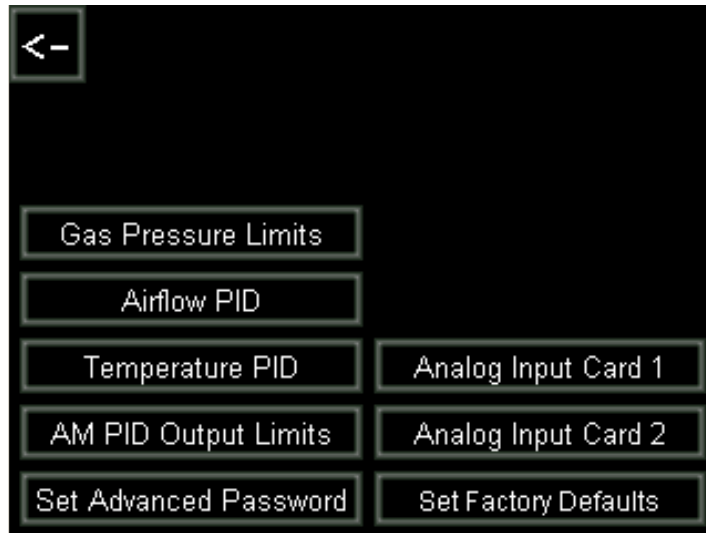 <-
Gas Pressure Limits
Airflow PID
Temperature PID
Analog Input Card 1
AM PID Output Limits
Analog Input Card 2
Set Advanced Password
Set Factory Defaults